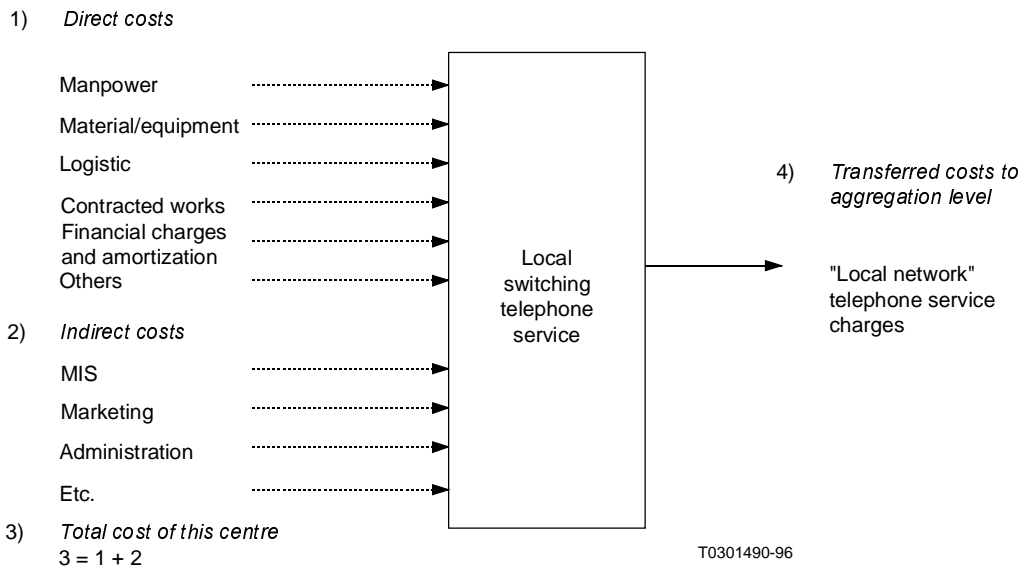 1) Direct costs
Manpower
Material/equipment
Logistic
Contracted works
Financial charges
and amortization
Others
2) Indirect costs
MIS
Marketing
Administration
Etc.
3) Total cost of this centre
3 = 1 + 2
Local
switching
telephone
service
4) Transferred costs to
aggregation level
"Local network"
telephone service
charges
T0301490-96